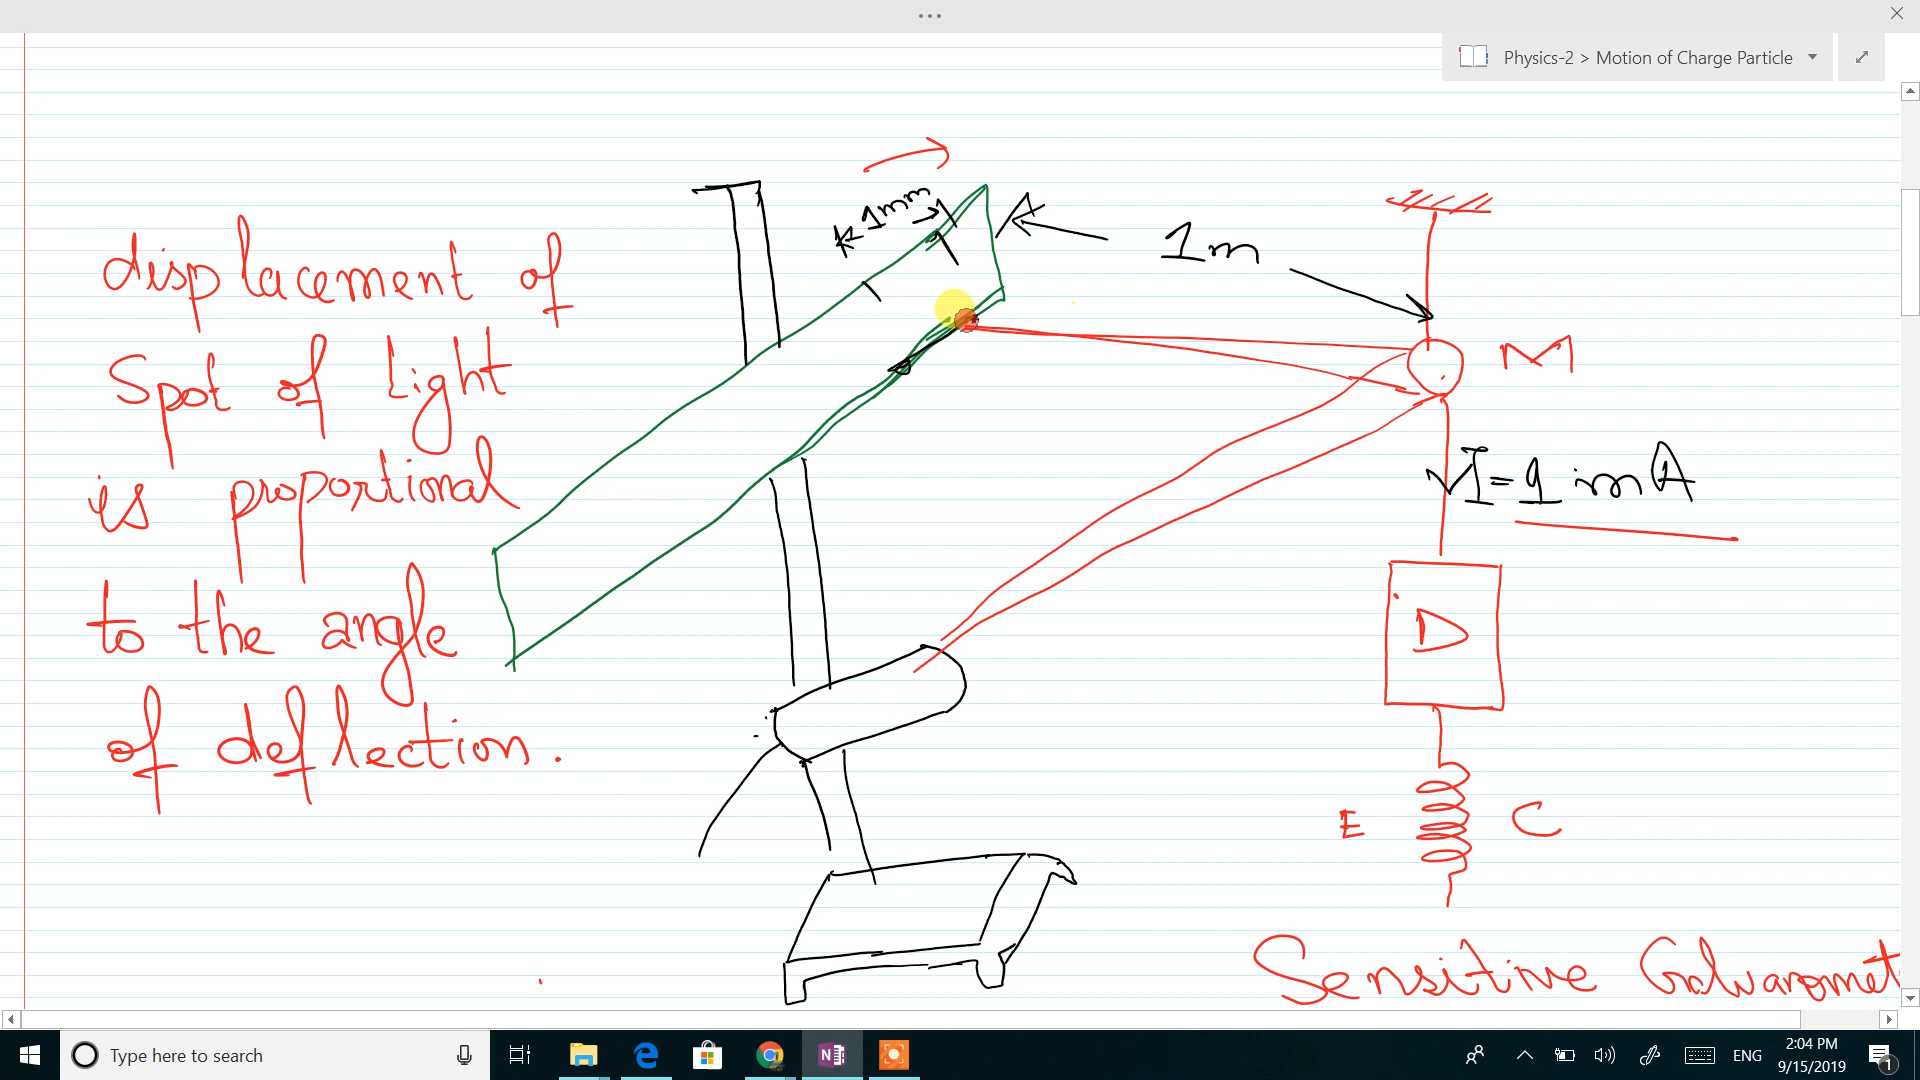 Physics-2 > Motion of Charge Particle
1mm
1m
displacement of
Spot of Light
is proportional
to the angle
of deflection.
M
I = 1 mA
D
E
C
Sensitive Galvanomet
Type here to search
ENG
2:04 PM
9/15/2019
1